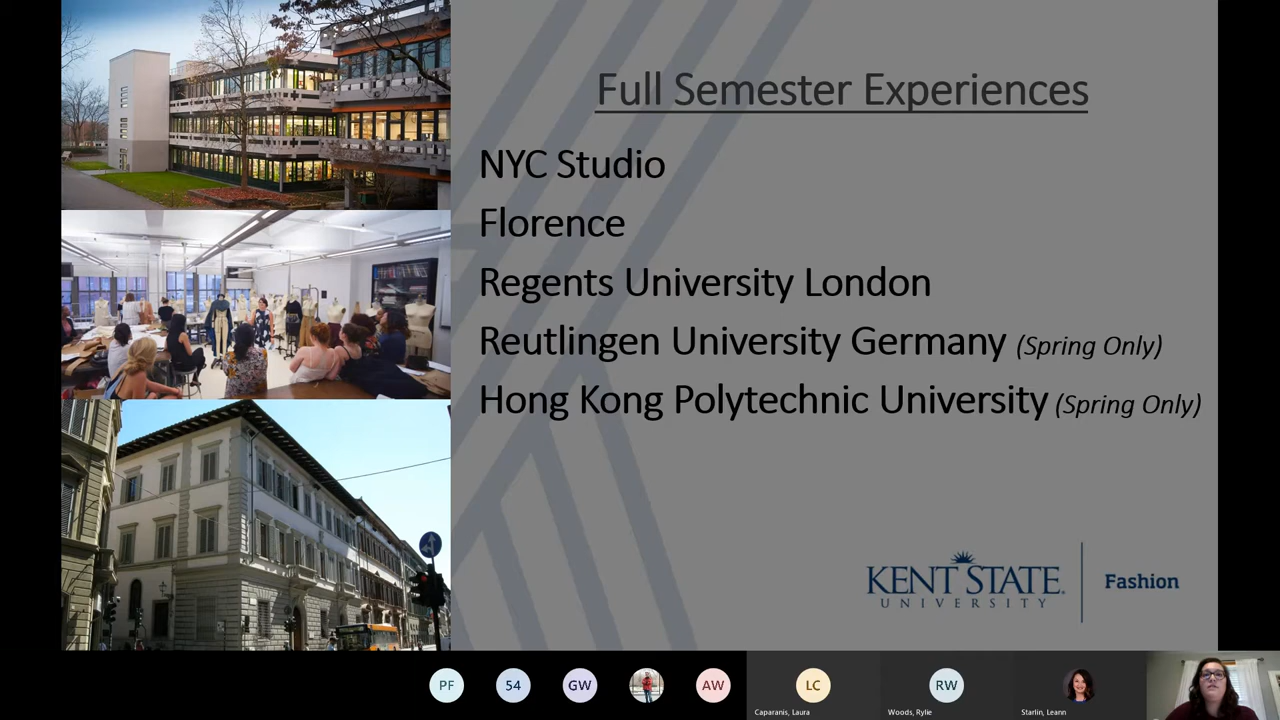 Full Semester Experiences
NYC Studio
Florence
Regents University London
Reutlingen University Germany (Spring Only)
Hong Kong Polytechnic University (Spring Only)
KENT STATE
UNIVERSITY
Fashion
PF
54
GW
AW
LC
RW
Caparanis, Laura
Woods, Rylie
Starlin, Leann